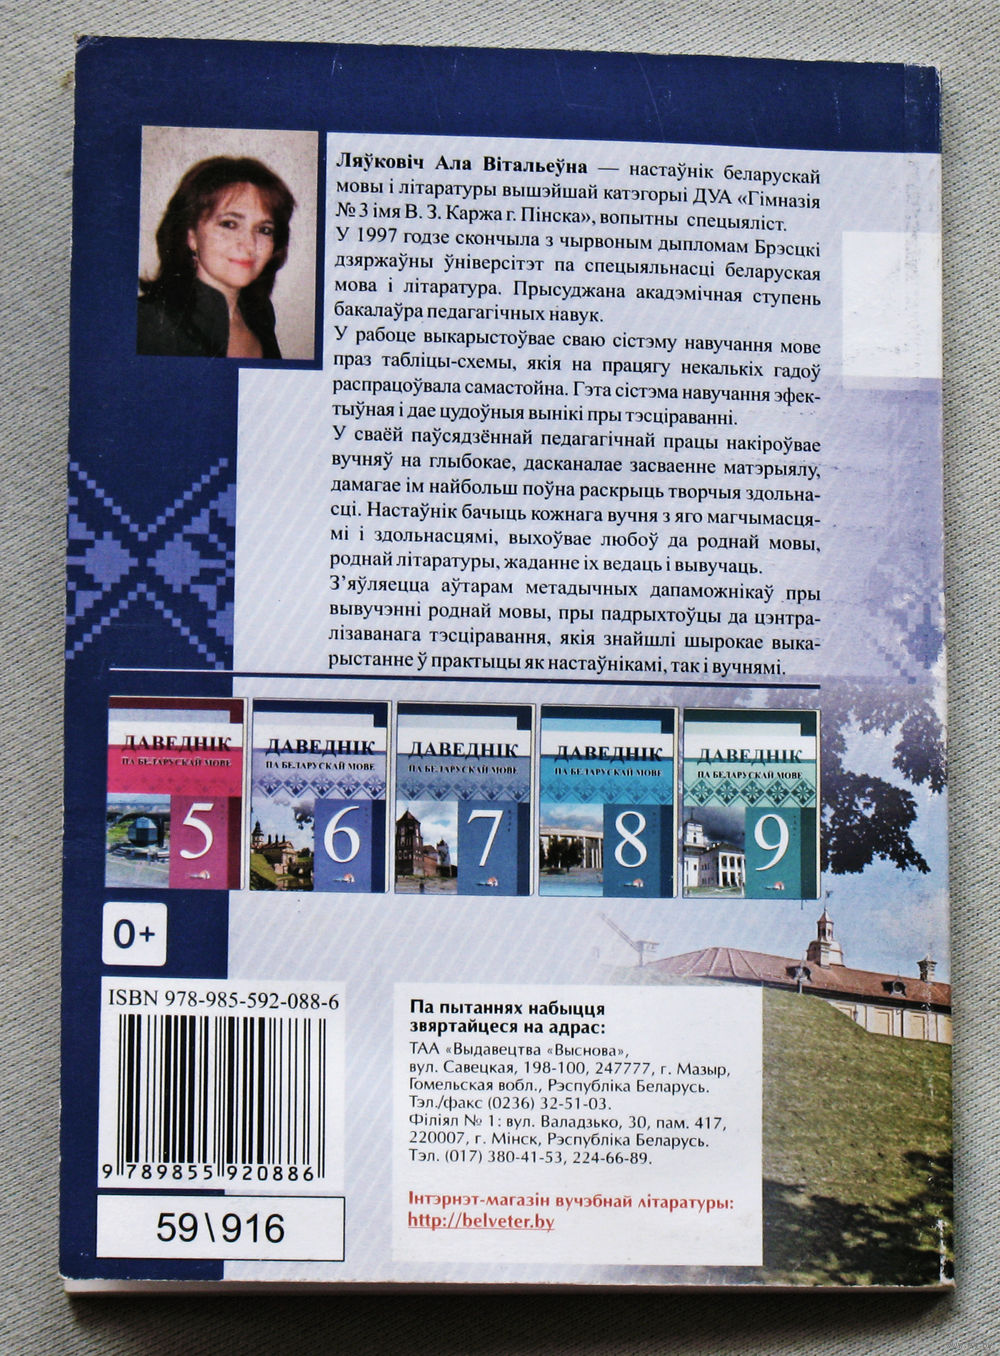 Ляўковіч Ала Вітальеўна — настаўнік беларускай
мовы і літаратуры вышэйшай катэгорыі ДУА «Гімназія
№ 3 імя В. З. Каржа г. Пінска», вопытны спецыяліст.
У 1997 годзе скончыла з чырвоным дыпломам Брэсцкі
дзяржаўны ўніверсітэт па спецыяльнасці беларуская
мова і літаратура. Прысуджана акадэмічная ступень
бакалаўра педагагічных навук.
У рабоце выкарыстоўвае сваю сістэму навучання мове
праз табліцы-схемы, якія на працягу некалькіх гадоў
распрацоўвала самастойна. Гэта сістэма навучання эфек-
тыўная і дае цудоўныя вынікі пры тэсціраванні.
У сваёй паўсядзённай педагагічнай працы накіроўвае
вучняў на глыбокае, дасканалае засваенне матэрыялу,
дамагае ім найбольш поўна раскрыць творчыя здольна-
сці. Настаўнік бачыць кожнага вучня з яго магчымасця-
мі і здольнасцямі, выхоўвае любоў да роднай мовы,
роднай літаратуры, жаданне іх ведаць і вывучаць.
З’яўляецца аўтарам метадычных дапаможнікаў пры
вывучэнні роднай мовы, пры падрыхтоўцы да цэнтра-
лізаванага тэсціравання, якія знайшлі шырокае выка-
рыстанне ў практыцы як настаўнікамі, так і вучнямі.
ДАВЕДНІК
ПА БЕЛАРУСКАЙ МОВЕ
5
ДАВЕДНІК
ПА БЕЛАРУСКАЙ МОВЕ
6
ДАВЕДНІК
ПА БЕЛАРУСКАЙ МОВЕ
7
ДАВЕДНІК
ПА БЕЛАРУСКАЙ МОВЕ
8
ДАВЕДНІК
ПА БЕЛАРУСКАЙ МОВЕ
9
0+
ISBN 978-985-592-088-6
9 789855 920886
59\916
Па пытаннях набыцця
звяртайцеся на адрас:
ТАА «Выдавецтва «Выснова»,
вул. Савецкая, 198-100, 247777, г. Мазыр,
Гомельская вобл., Рэспубліка Беларусь.
Тэл./факс (0236) 32-51-03.
Філіял № 1: вул. Валадзько, 30, пам. 417,
220007, г. Мінск, Рэспубліка Беларусь.
Тэл. (017) 380-41-53, 224-66-89.
Інтэрнэт-магазін вучэбнай літаратуры:
http://belveter.by